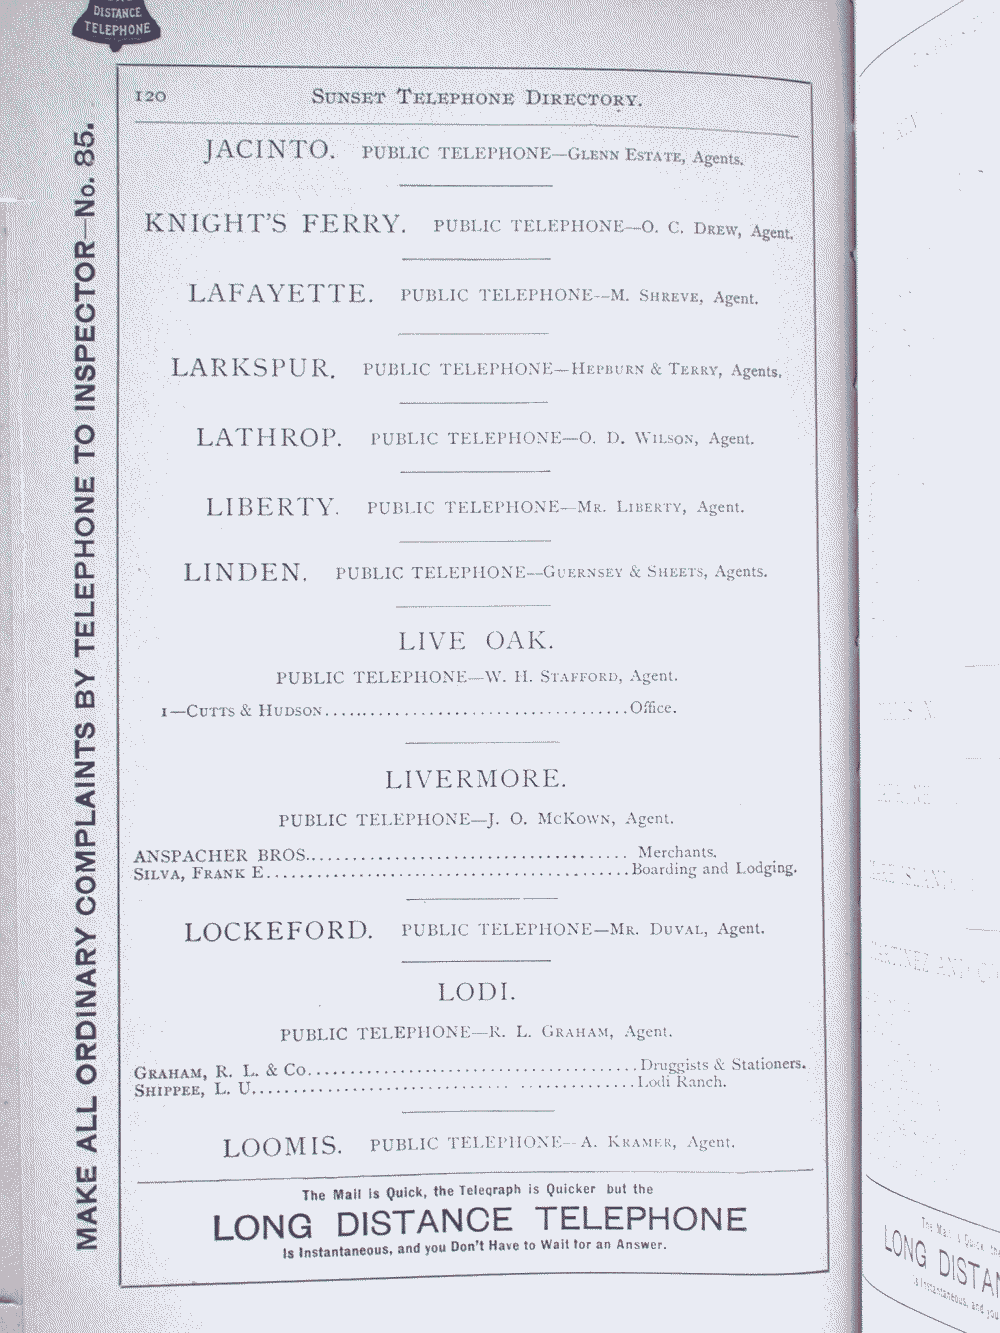 DISTANCE
TELEPHONE
MAKE ALL ORDINARY COMPLAINTS BY TELEPHONE TO INSPECTOR—No. 85.
120 SUNSET TELEPHONE DIRECTORY.
JACINTO. PUBLIC TELEPHONE—GLENN ESTATE, Agents.
KNIGHT'S FERRY. PUBLIC TELEPHONE—O. C. DREW, Agent.
LAFAYETTE. PUBLIC TELEPHONE—M. SHREVE, Agent.
LARKSPUR. PUBLIC TELEPHONE—HEPBURN & TERRY, Agents.
LATHROP. PUBLIC TELEPHONE—O. D. WILSON, Agent.
LIBERTY. PUBLIC TELEPHONE—MR. LIBERTY, Agent.
LINDEN. PUBLIC TELEPHONE—GUERNSEY & SHEETS, Agents.
LIVE OAK.
PUBLIC TELEPHONE—W. H. STAFFORD, Agent.
1—CUTTS & HUDSON....................................Office.
LIVERMORE.
PUBLIC TELEPHONE—J. O. MCKOWN, Agent.
ANSPACHER BROS.....................................Merchants.
SILVA, FRANK E..........................................Boarding and Lodging.
LOCKEFORD. PUBLIC TELEPHONE—MR. DUVAL, Agent.
LODI.
PUBLIC TELEPHONE—R. L. GRAHAM, Agent.
GRAHAM, R. L. & Co.....................................Druggists & Stationers.
SHIPPEE, L. U...........................................Lodi Ranch.
LOOMIS. PUBLIC TELEPHONE—A. KRAMER, Agent.
The Mail is Quick, the Telegraph is Quicker but the
LONG DISTANCE TELEPHONE
Is Instantaneous, and you Don't Have to Wait for an Answer.
LONG DISTAN
is Instantaneous, and you